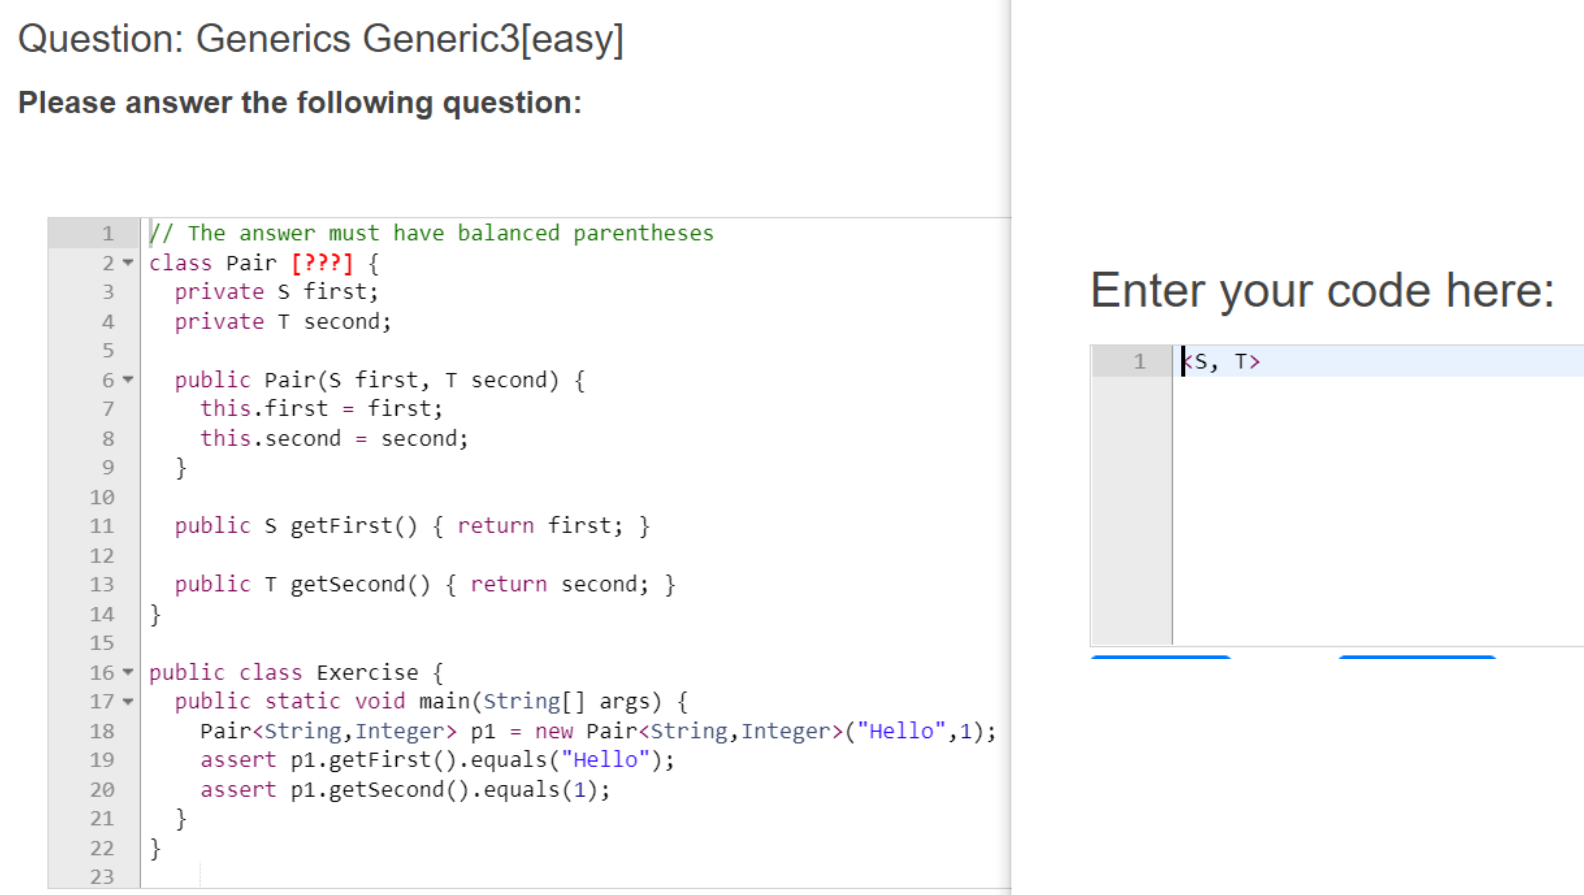 Question: Generics Generic3[easy]
Please answer the following question:
1 // The answer must have balanced parentheses
2 class Pair [???] {
3 private S first;
4 private T second;
5
6 public Pair(S first, T second) {
7 this.first = first;
8 this.second = second;
9 }
10
11 public S getFirst() { return first; }
12
13 public T getSecond() { return second; }
14 }
15
16 public class Exercise {
17 public static void main(String[] args) {
18 Pair<String,Integer> p1 = new Pair<String,Integer>("Hello",1);
19 assert p1.getFirst().equals("Hello");
20 assert p1.getSecond().equals(1);
21 }
22 }
23
Enter your code here:
1 <S, T>